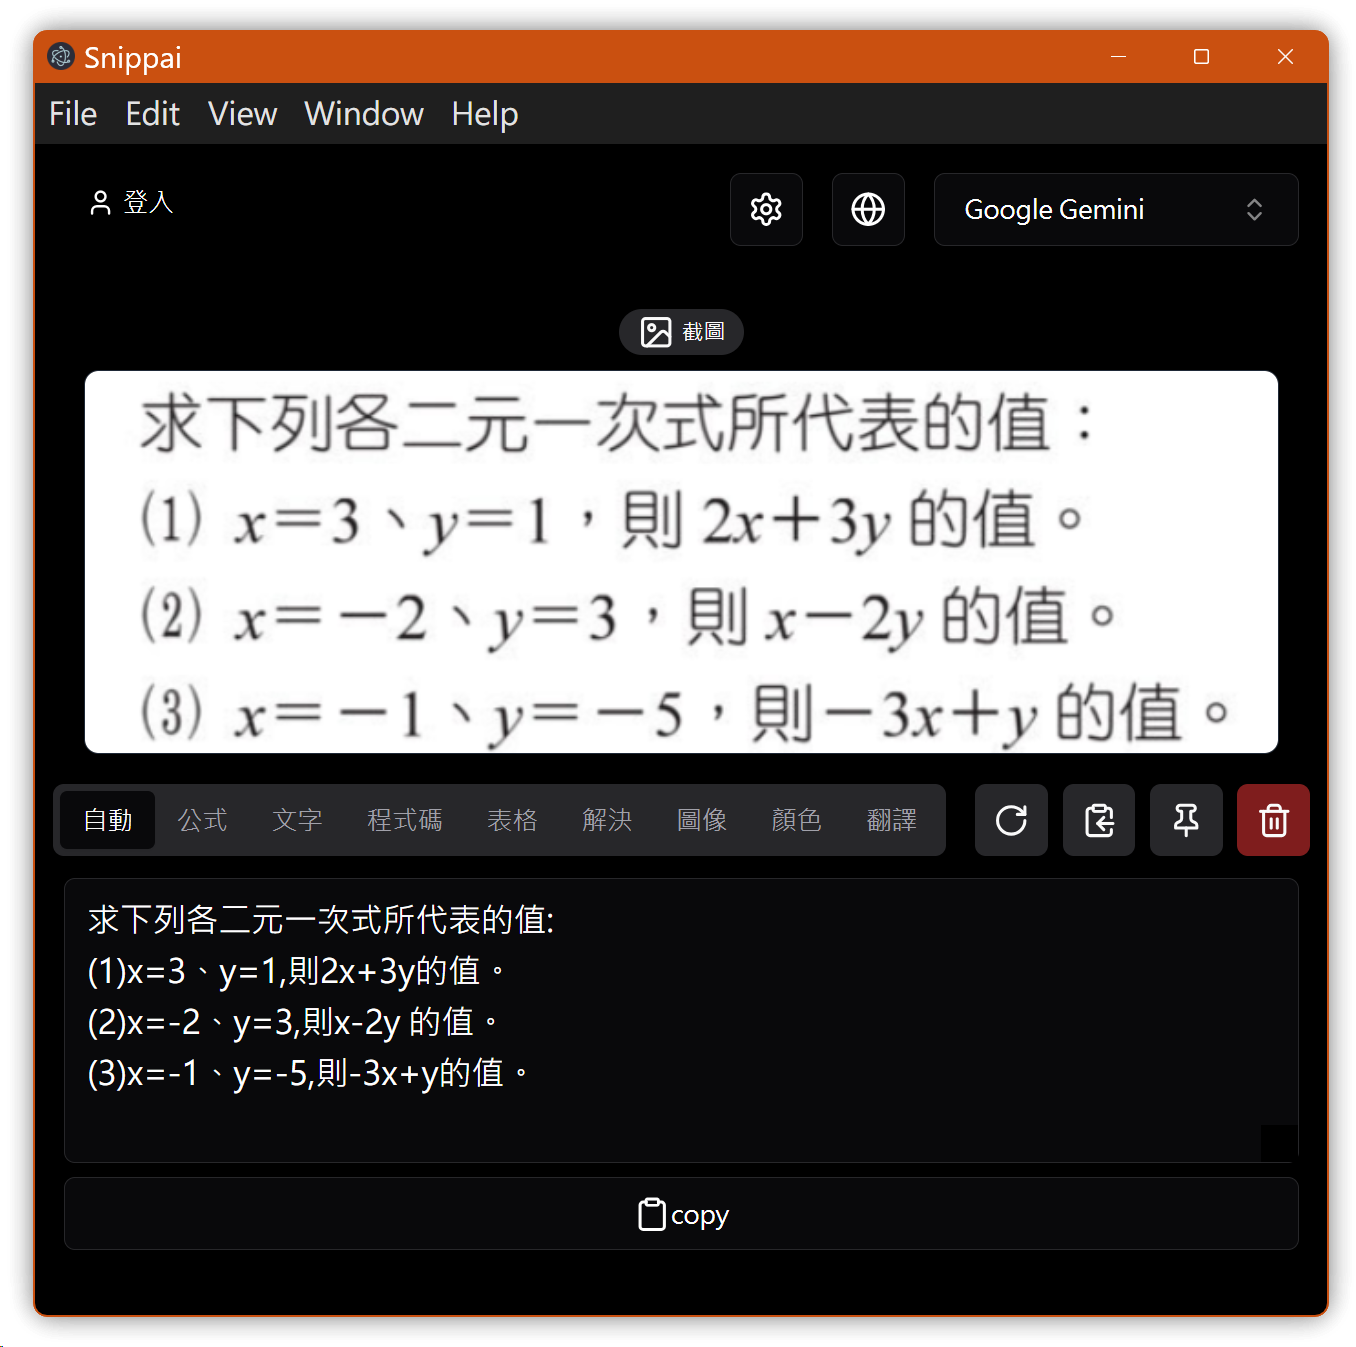 Snippai
File Edit View Window Help
登入
Google Gemini
截圖
求下列各二元一次式所代表的值：
(1) x＝3、y＝1，則 2x＋3y 的值。
(2) x＝－2、y＝3，則 x－2y 的值。
(3) x＝－1、y＝－5，則－3x＋y 的值。
自動 公式 文字 程式碼 表格 解決 圖像 顏色 翻譯
求下列各二元一次式所代表的值:
(1)x=3、y=1,則2x+3y的值。
(2)x=-2、y=3,則x-2y 的值。
(3)x=-1、y=-5,則-3x+y的值。
copy